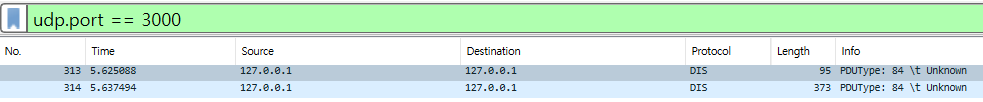 udp.port == 3000
No. Time Source Destination Protocol Length Info
313 5.625088 127.0.0.1 127.0.0.1 DIS 95 PDUType: 84 \t Unknown
314 5.637494 127.0.0.1 127.0.0.1 DIS 373 PDUType: 84 \t Unknown